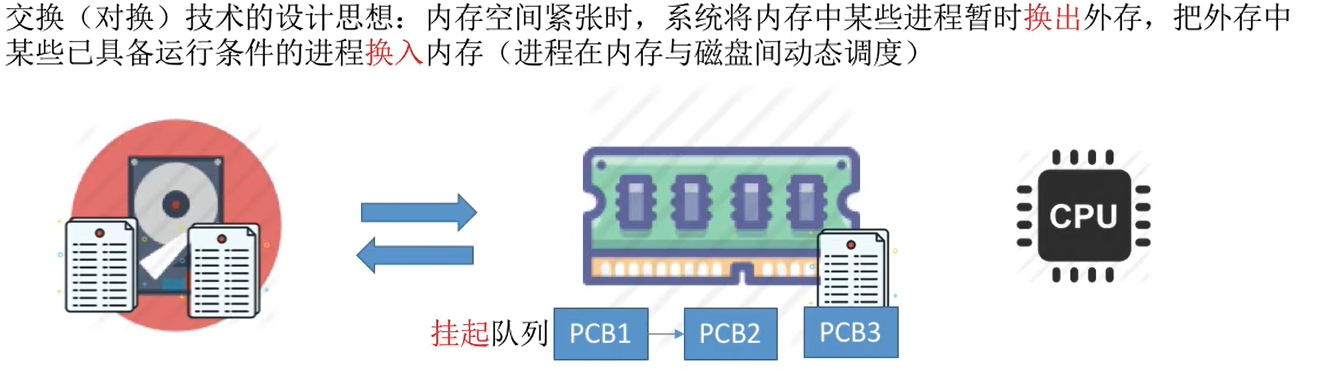 交换（对换）技术的设计思想：内存空间紧张时，系统将内存中某些进程暂时换出外存，把外存中
某些已具备运行条件的进程换入内存（进程在内存与磁盘间动态调度）
CPU
挂起队列 PCB1 PCB2 PCB3